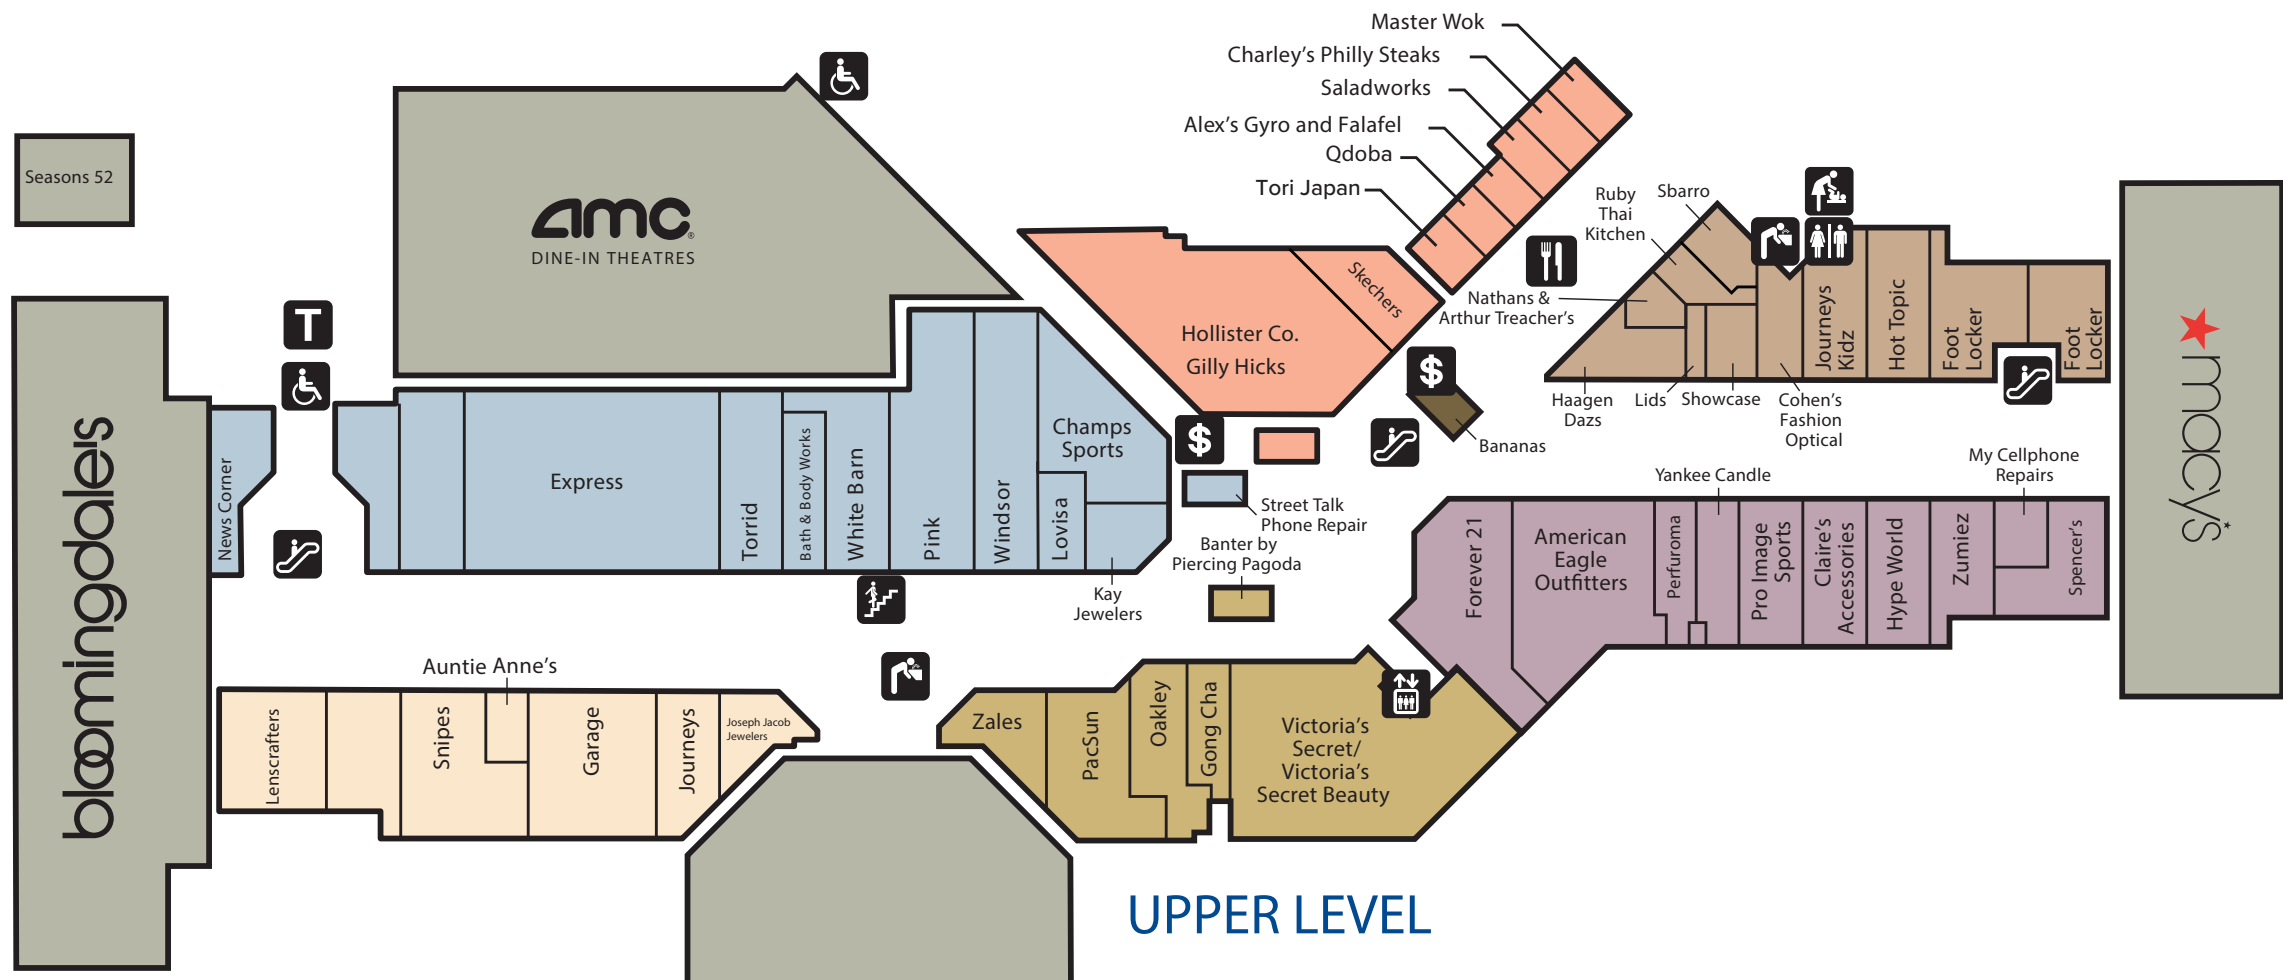 Master Wok
Charley's Philly Steaks
Saladworks
Alex's Gyro and Falafel
Qdoba
Tori Japan
Seasons 52
amc
DINE-IN THEATRES
®
Ruby
Thai
Kitchen
Sbarro
Skechers
Nathans &
Arthur Treacher's
Hollister Co.
Gilly Hicks
Journeys
Kidz
Hot Topic
Foot
Locker
Foot
Locker
T
$
$
Haagen
Dazs
Lids
Showcase
Cohen's
Fashion
Optical
Bananas
bloomingdales
News Corner
Express
Torrid
Bath & Body Works
White Barn
Pink
Windsor
Champs
Sports
Lovisa
Kay
Jewelers
Street Talk
Phone Repair
Banter by
Piercing Pagoda
Yankee Candle
My Cellphone
Repairs
Forever 21
American
Eagle
Outfitters
Perfuroma
Pro Image
Sports
Claire's
Accessories
Hype World
Zumiez
Spencer's
macy's
Auntie Anne's
Lenscrafters
Snipes
Garage
Journeys
Joseph Jacob
Jewelers
Zales
PacSun
Oakley
Gong Cha
Victoria's
Secret/
Victoria's
Secret Beauty
UPPER LEVEL